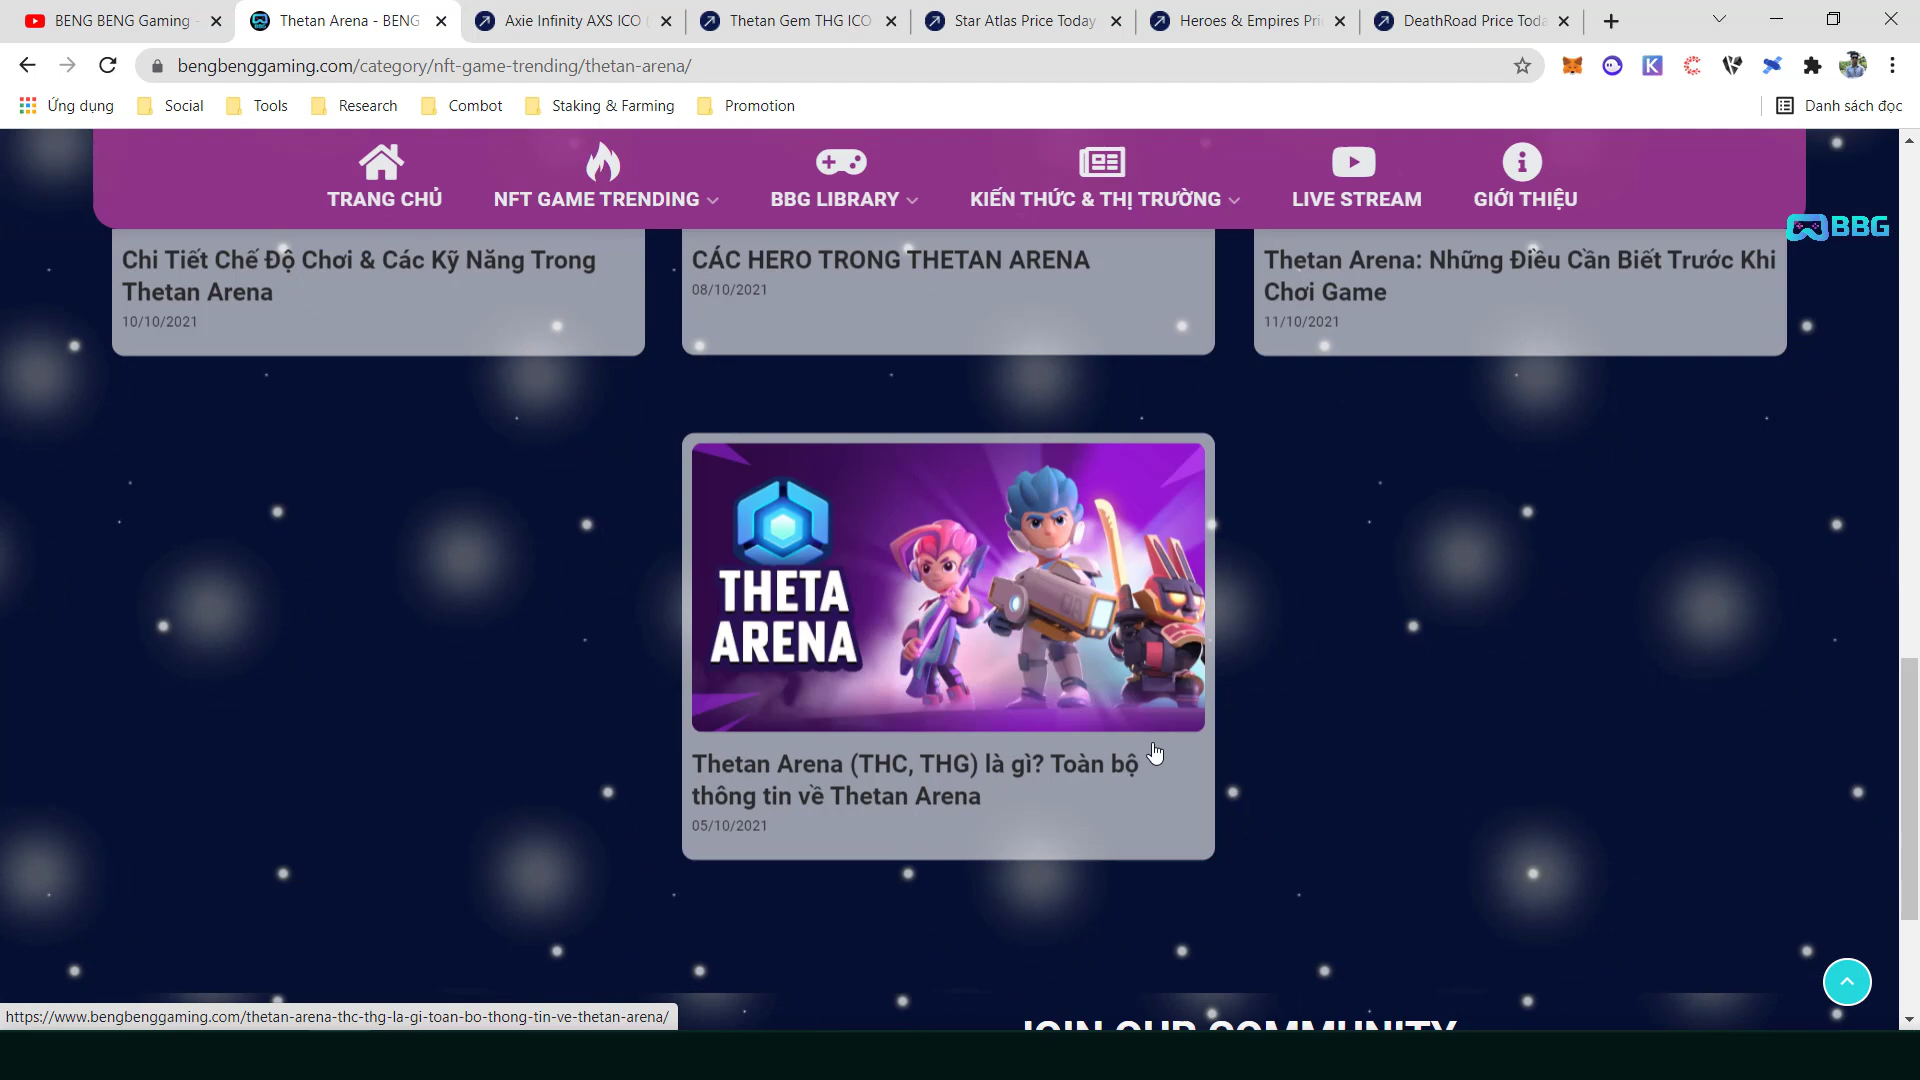 BENG BENG Gaming -
Thetan Arena - BENG
Axie Infinity AXS ICO (
Thetan Gem THG ICO
Star Atlas Price Today
Heroes & Empires Pri
DeathRoad Price Toda
bengbenggaming.com/category/nft-game-trending/thetan-arena/
Ứng dụng
Social
Tools
Research
Combot
Staking & Farming
Promotion
Danh sách đọc
TRANG CHỦ
NFT GAME TRENDING
BBG LIBRARY
KIẾN THỨC & THỊ TRƯỜNG
LIVE STREAM
GIỚI THIỆU
BBG
Chi Tiết Chế Độ Chơi & Các Kỹ Năng Trong
Thetan Arena
10/10/2021
CÁC HERO TRONG THETAN ARENA
08/10/2021
Thetan Arena: Những Điều Cần Biết Trước Khi
Chơi Game
11/10/2021
THETA
ARENA
Thetan Arena (THC, THG) là gì? Toàn bộ
thông tin về Thetan Arena
05/10/2021
https://www.bengbenggaming.com/thetan-arena-thc-thg-la-gi-toan-bo-thong-tin-ve-thetan-arena/
JOIN OUR COMMUNITY